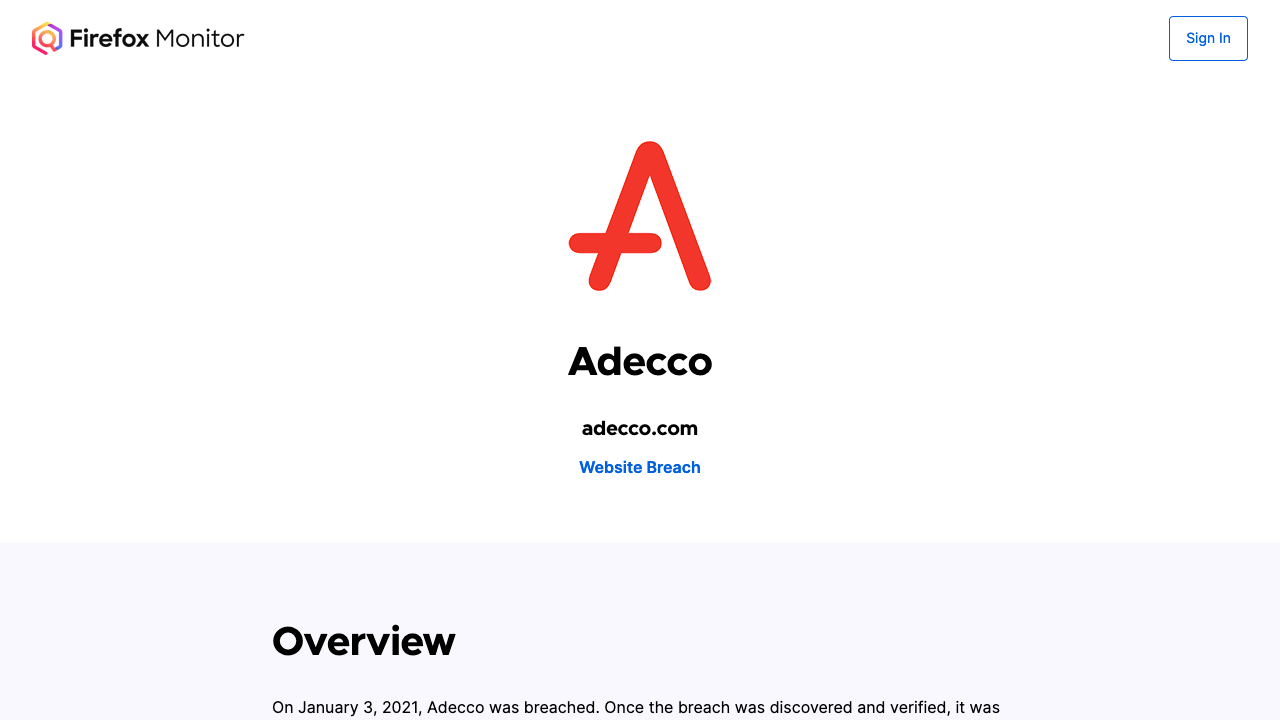 Firefox Monitor
Sign In
Adecco
adecco.com
Website Breach
Overview
On January 3, 2021, Adecco was breached. Once the breach was discovered and verified, it was